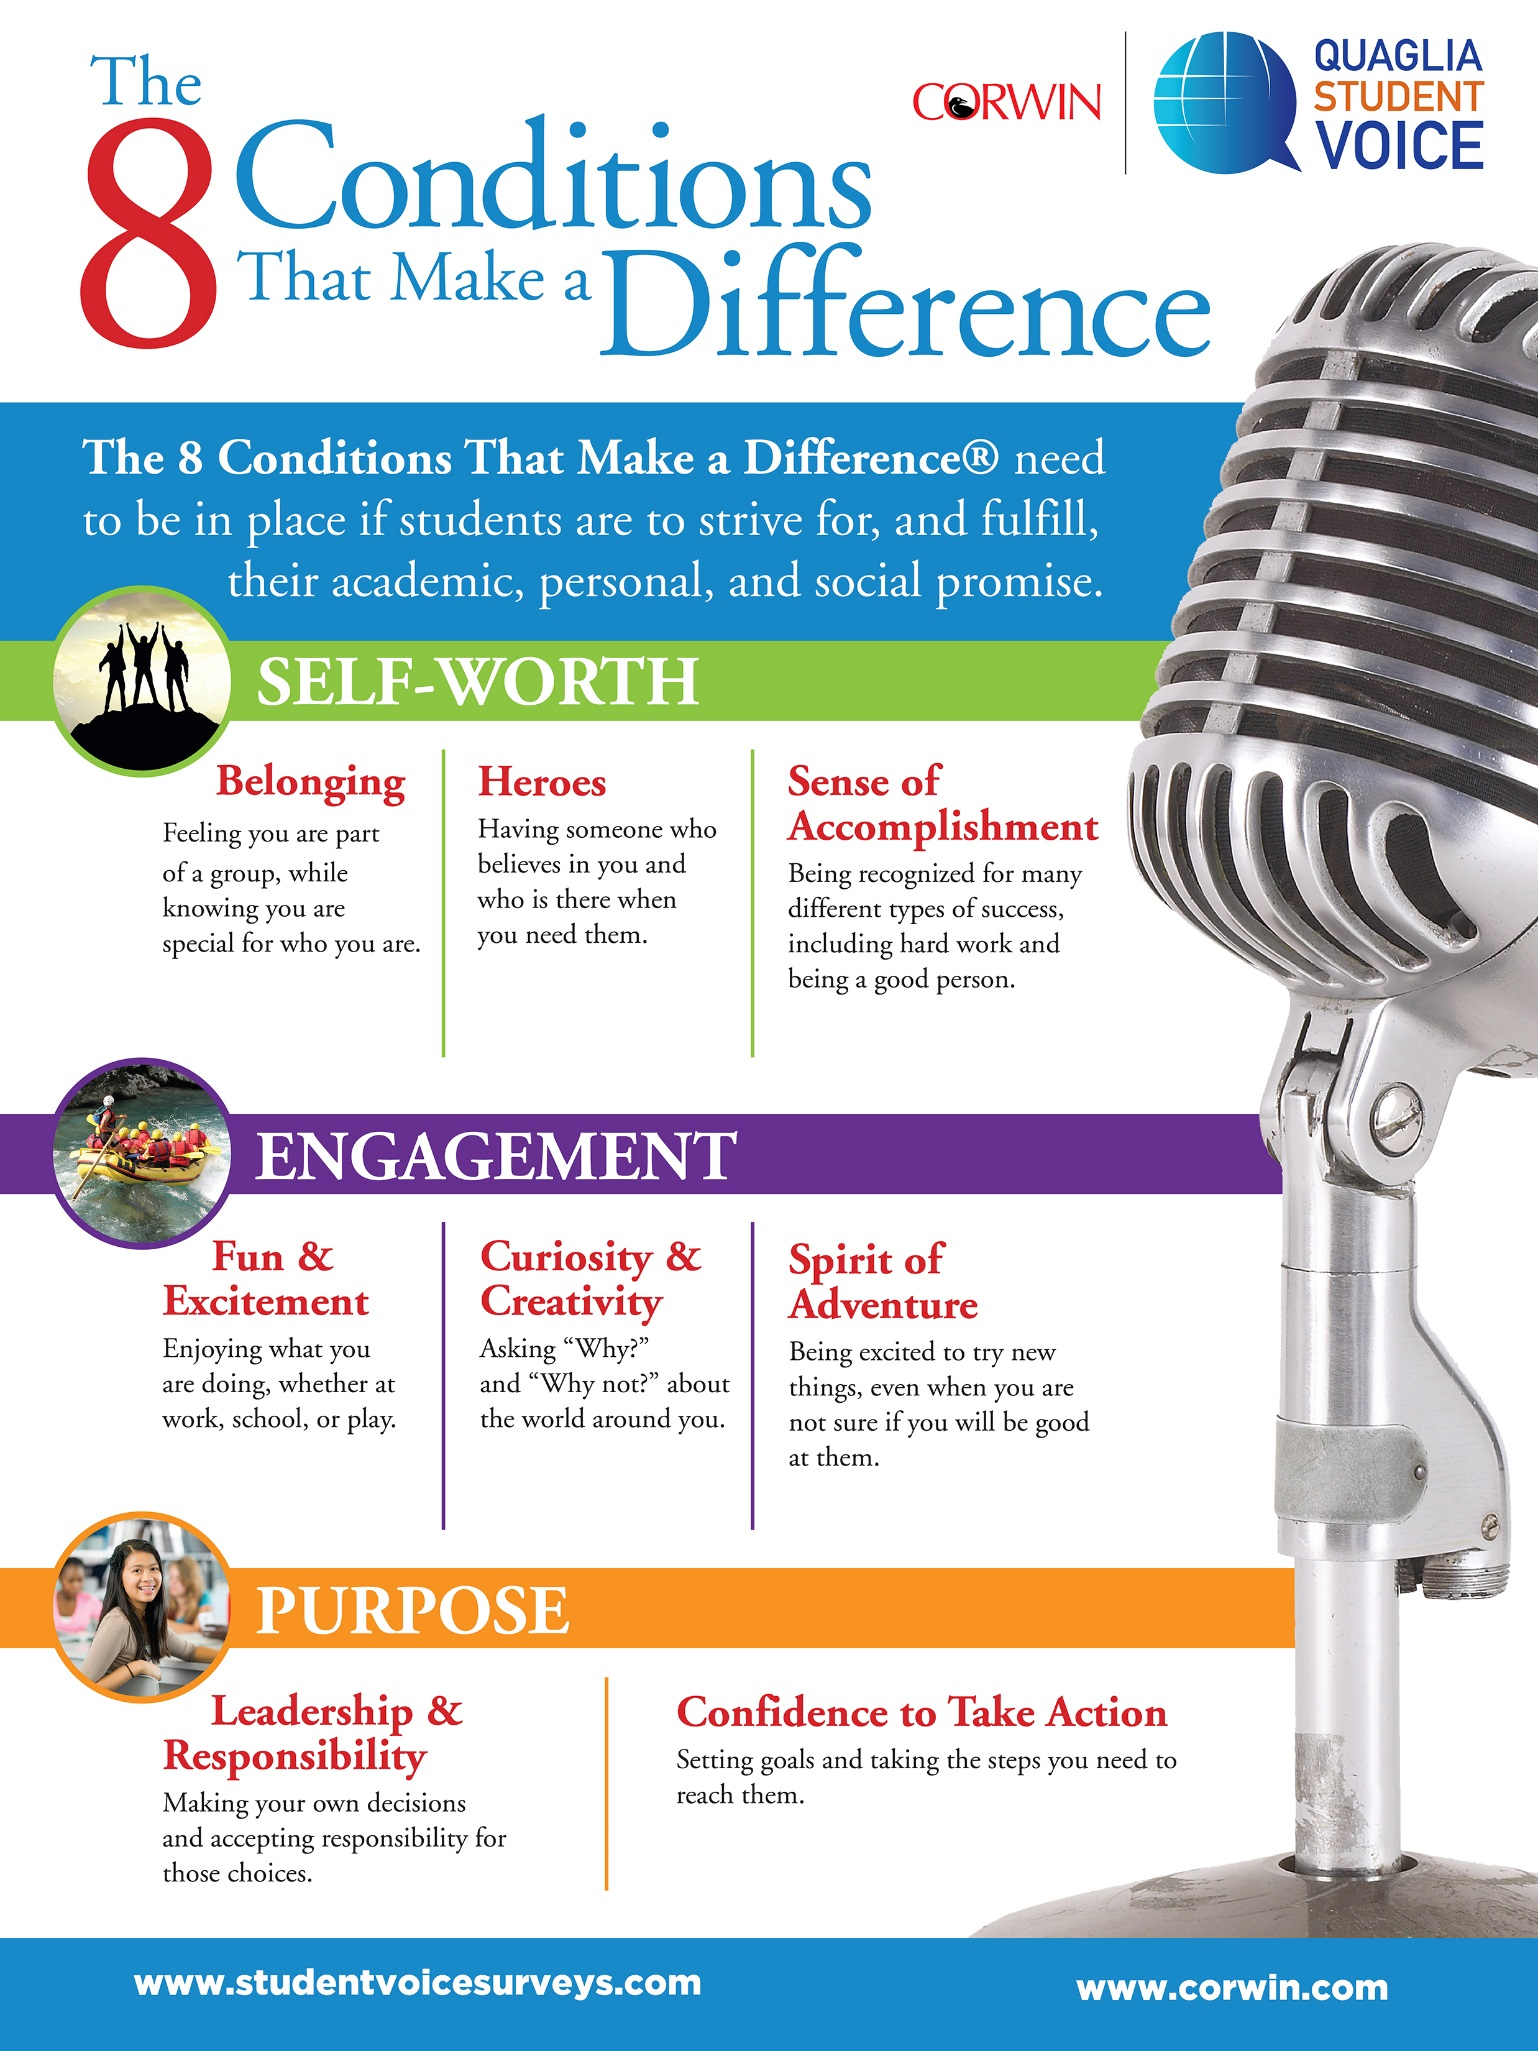 The
8 Conditions
That Make a Difference
CORWIN
QUAGLIA
STUDENT
VOICE
The 8 Conditions That Make a Difference® need
to be in place if students are to strive for, and fulfill,
their academic, personal, and social promise.
SELF-WORTH
Belonging
Feeling you are part
of a group, while
knowing you are
special for who you are.
Heroes
Having someone who
believes in you and
who is there when
you need them.
Sense of
Accomplishment
Being recognized for many
different types of success,
including hard work and
being a good person.
ENGAGEMENT
Fun &
Excitement
Enjoying what you
are doing, whether at
work, school, or play.
Curiosity &
Creativity
Asking “Why?”
and “Why not?” about
the world around you.
Spirit of
Adventure
Being excited to try new
things, even when you are
not sure if you will be good
at them.
PURPOSE
Leadership &
Responsibility
Making your own decisions
and accepting responsibility for
those choices.
Confidence to Take Action
Setting goals and taking the steps you need to
reach them.
www.studentvoicesurveys.com
www.corwin.com